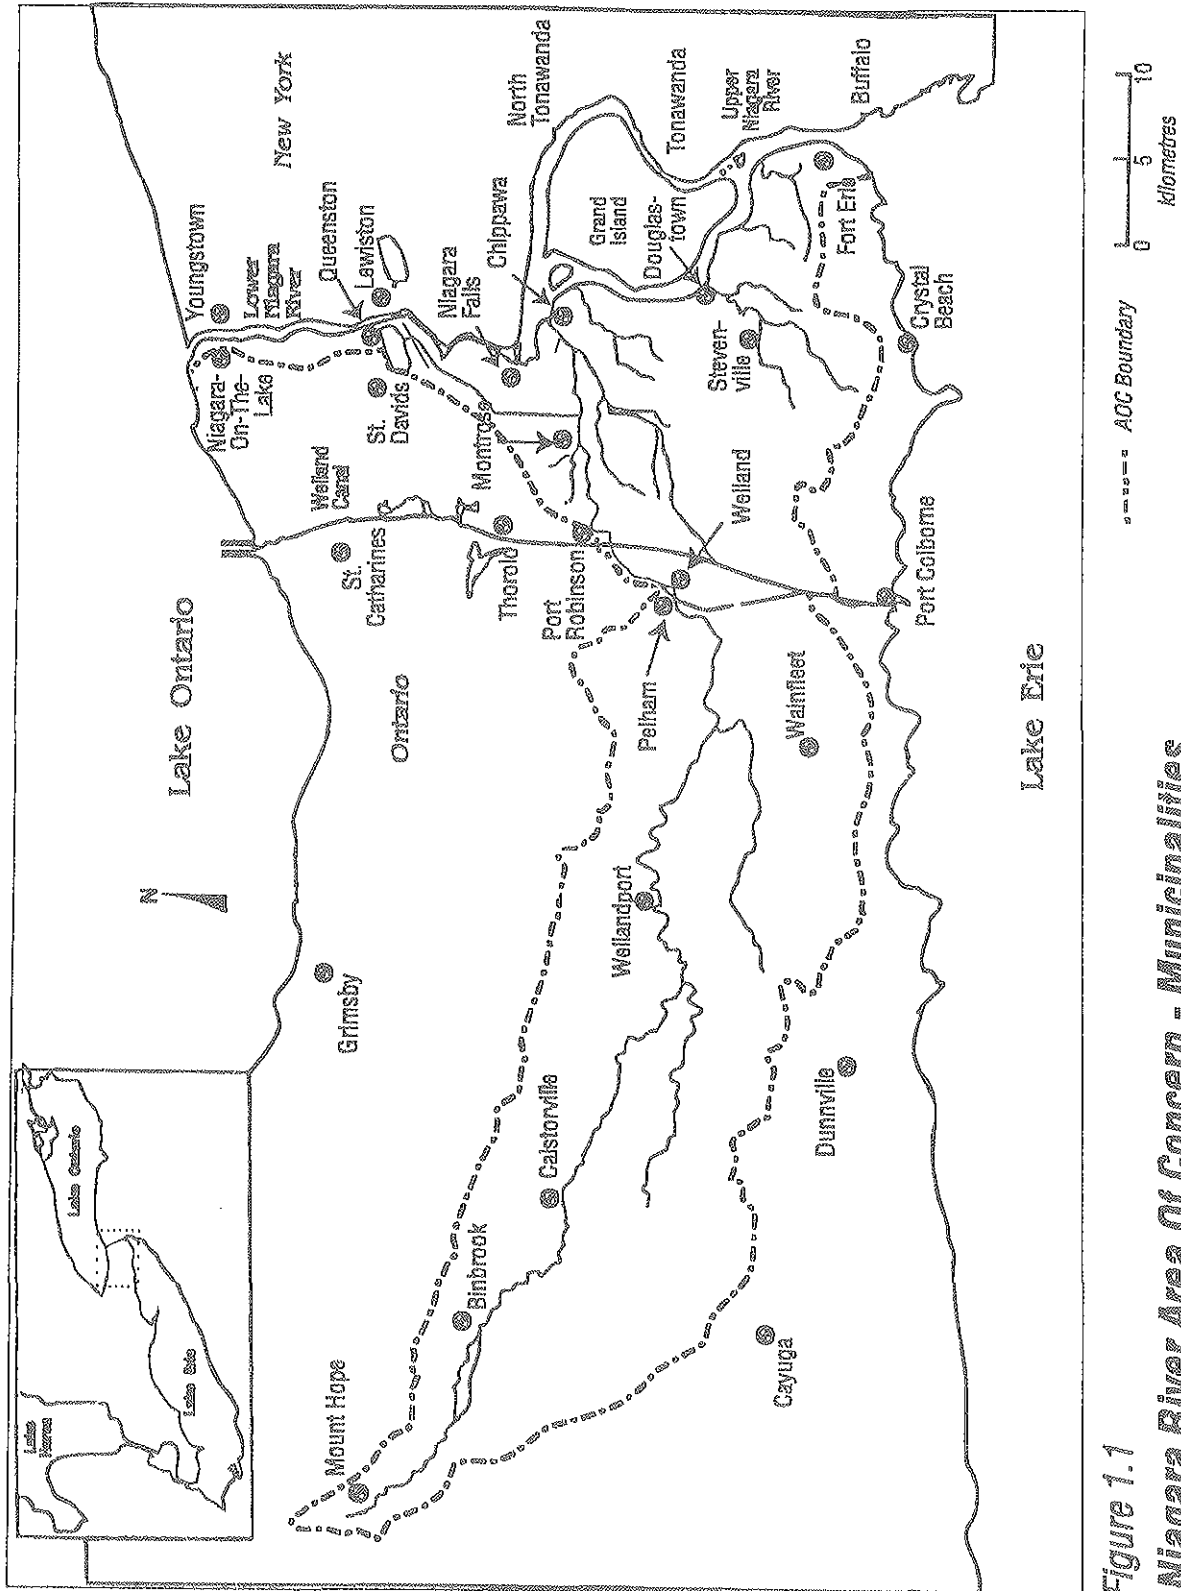 Lake Huron
Lake Erie
Lake Ontario
N
Lake Ontario
Youngstown
Lower
Niagara
River
New York
Niagara-
On-The-
Lake
Queenston
Lewiston
St.
Davids
Welland
Canal
St.
Catharines
Ontario
Grimsby
Niagara
Falls
Chippawa
North
Tonawanda
Montrose
Thorold
Port
Robinson
Grand
Island
Tonawanda
Douglas-
town
Upper
Niagara
River
Steven-
ville
Welland
Pelham
Buffalo
Fort Erie
Crystal
Beach
Port Colborne
Wainfleet
Wellandport
Caistorville
Binbrook
Mount Hope
Dunnville
Cayuga
Lake Erie
AOC Boundary
0 5 10
kilometres
Figure 1.1
Niagara River Area Of Concern - Municipalities